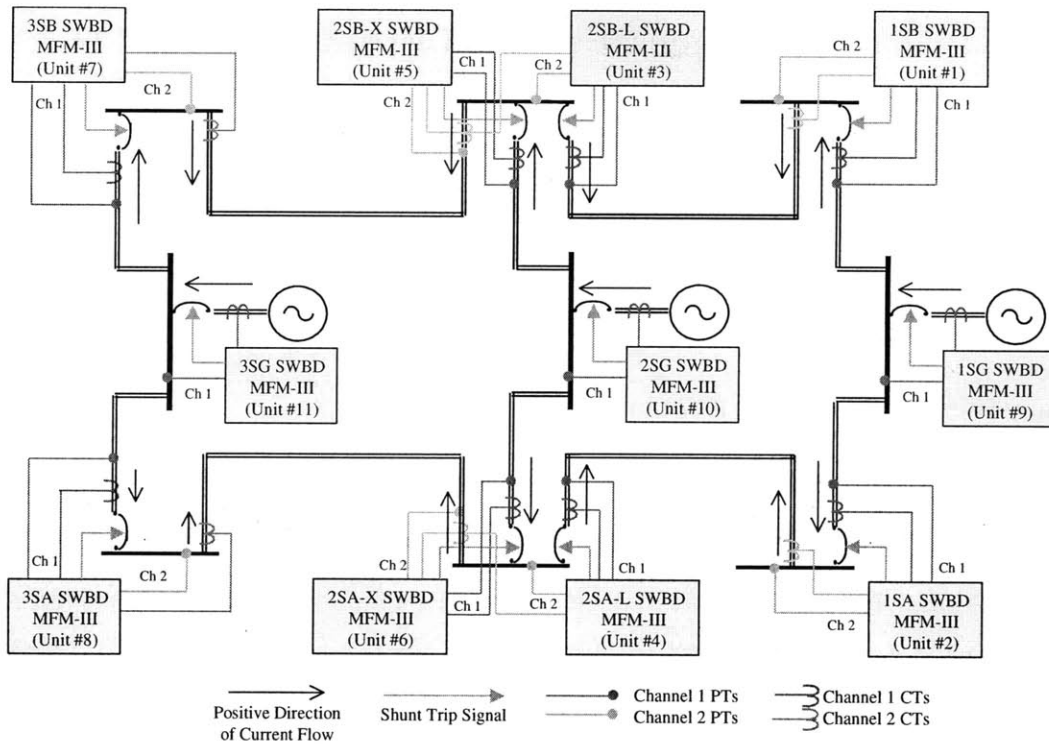 3SB SWBD
MFM-III
(Unit #7)
2SB-X SWBD
MFM-III
(Unit #5)
2SB-L SWBD
MFM-III
(Unit #3)
1SB SWBD
MFM-III
(Unit #1)
Ch 1
Ch 2
Ch 1
Ch 2
Ch 2
Ch 1
Ch 2
Ch 1
3SG SWBD
MFM-III
(Unit #11)
Ch 1
2SG SWBD
MFM-III
(Unit #10)
Ch 1
1SG SWBD
MFM-III
(Unit #9)
Ch 1
Ch 1
Ch 2
Ch 2
Ch 1
Ch 2
Ch 1
Ch 1
Ch 2
3SA SWBD
MFM-III
(Unit #8)
2SA-X SWBD
MFM-III
(Unit #6)
2SA-L SWBD
MFM-III
(Unit #4)
1SA SWBD
MFM-III
(Unit #2)
Positive Direction
of Current Flow
Shunt Trip Signal
Channel 1 PTs
Channel 2 PTs
Channel 1 CTs
Channel 2 CTs